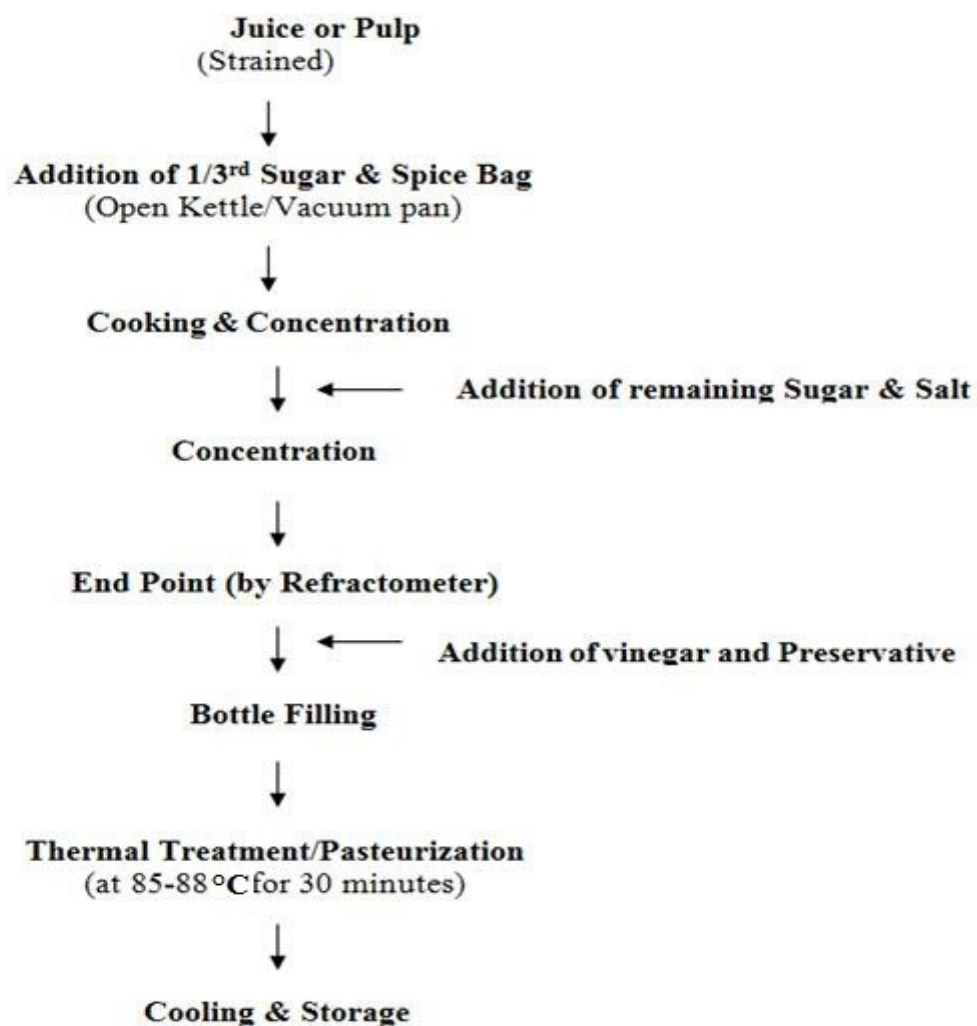 Juice or Pulp
(Strained)
Addition of 1/3rd Sugar & Spice Bag
(Open Kettle/Vacuum pan)
Cooking & Concentration
Addition of remaining Sugar & Salt
Concentration
End Point (by Refractometer)
Addition of vinegar and Preservative
Bottle Filling
Thermal Treatment/Pasteurization
(at 85-88°C for 30 minutes)
Cooling & Storage